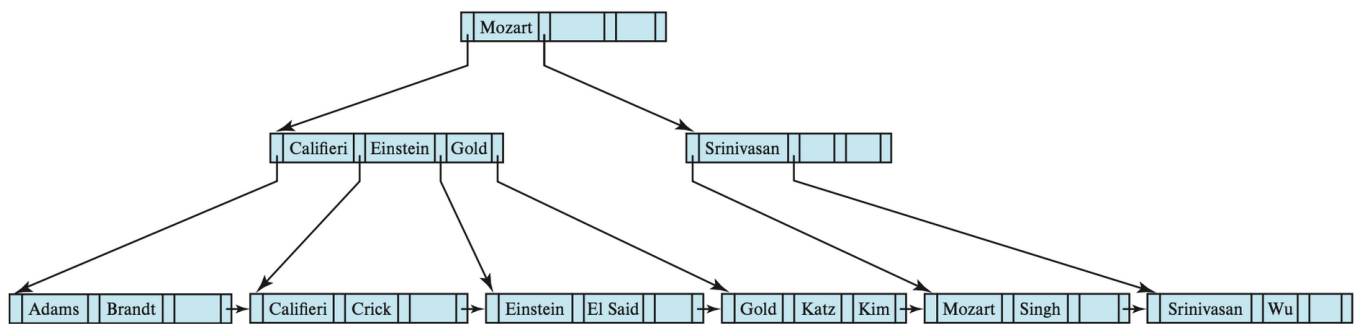 Mozart
Califieri Einstein Gold Srinivasan
Adams Brandt Califieri Crick Einstein El Said Gold Katz Kim Mozart Singh Srinivasan Wu